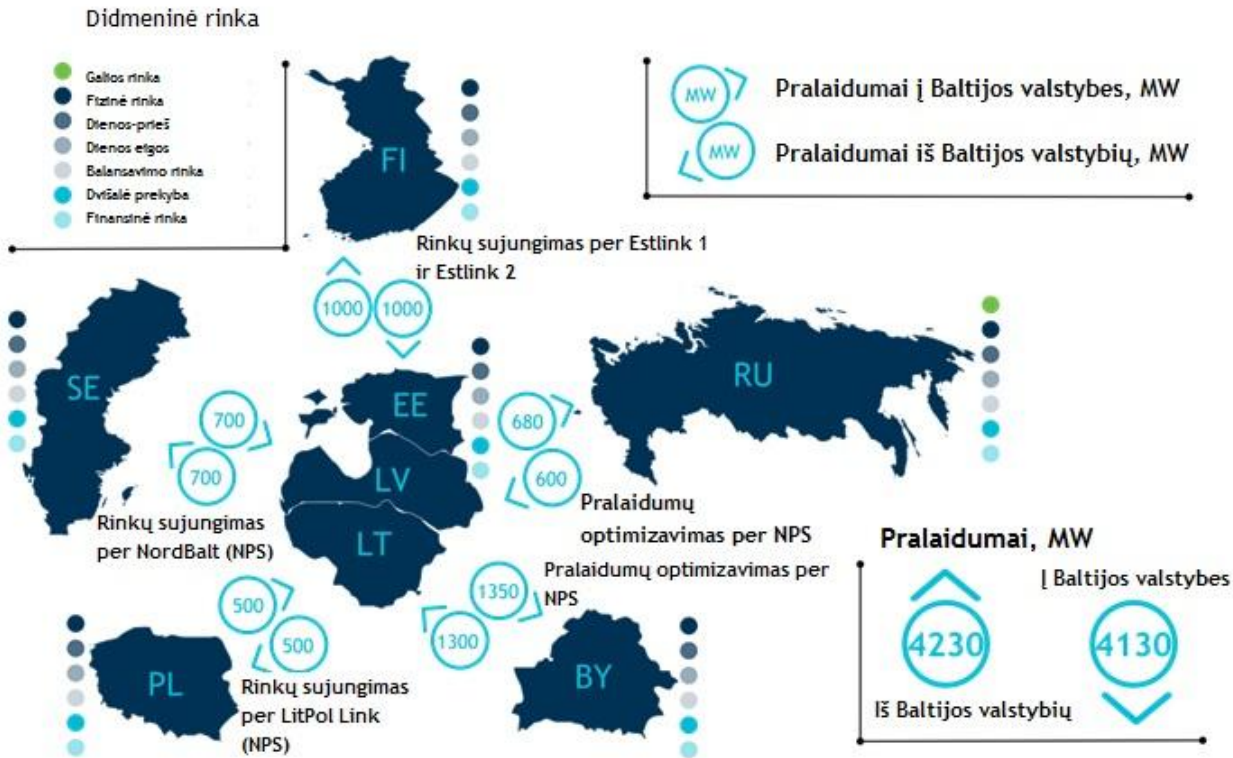 Didmeninė rinka
Galios rinka
Fizinė rinka
Dienos-prieš
Dienos eigos
Balansavimo rinka
Dvišalė prekyba
Finansinė rinka
MW
Pralaidumai į Baltijos valstybes, MW
MW
Pralaidumai iš Baltijos valstybių, MW
FI
Rinkų sujungimas per Estlink 1
ir Estlink 2
1000
1000
SE
RU
EE
LV
LT
700
700
Rinkų sujungimas
per NordBalt (NPS)
680
600
Pralaidumų
optimizavimas per NPS
Pralaidumų optimizavimas per
NPS
1350
1300
500
500
PL
Rinkų sujungimas
per LitPol Link
(NPS)
BY
Pralaidumai, MW
Į Baltijos valstybes
4230
4130
Iš Baltijos valstybių